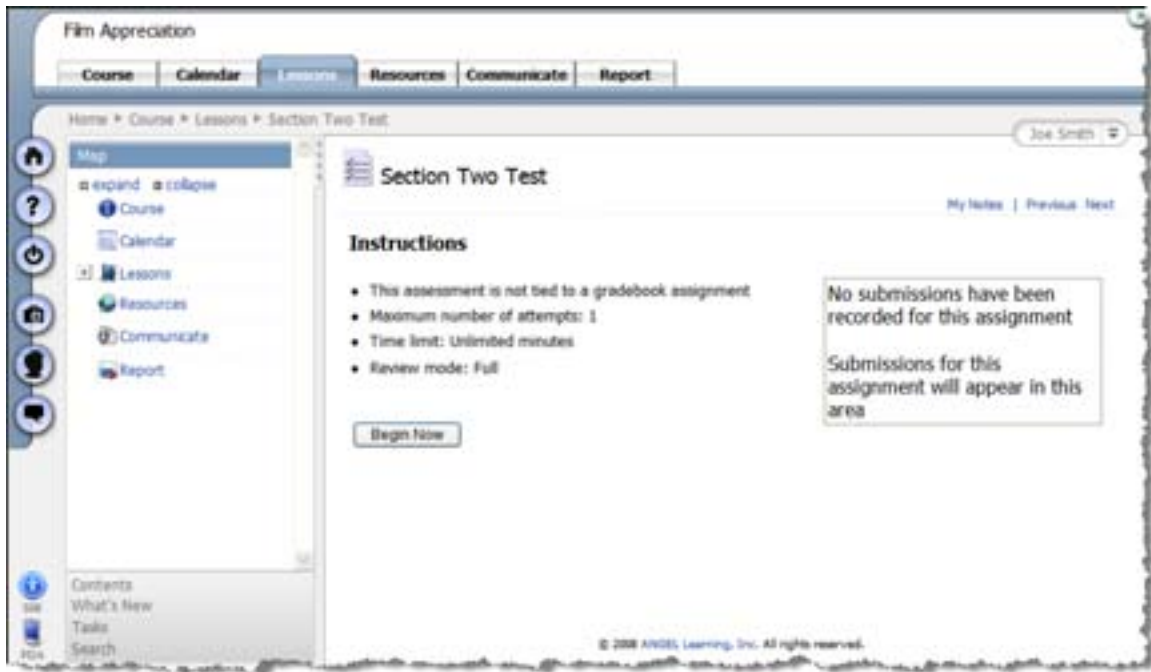 Film Appreciation
Course Calendar Lessons Resources Communicate Report
Home Course Lessons Section Two Test
Joe Smith
Map
expand collapse
Course
Calendar
Lessons
Resources
Communicate
Report
Section Two Test
My Notes | Previous Next
Instructions
• This assessment is not tied to a gradebook assignment
• Maximum number of attempts: 1
• Time limit: Unlimited minutes
• Review mode: Full
No submissions have been
recorded for this assignment
Submissions for this
assignment will appear in this
area
Begin Now
Contents
What's New
Tasks
Search
PDA
© 2008 ANGEL Learning, Inc. All rights reserved.